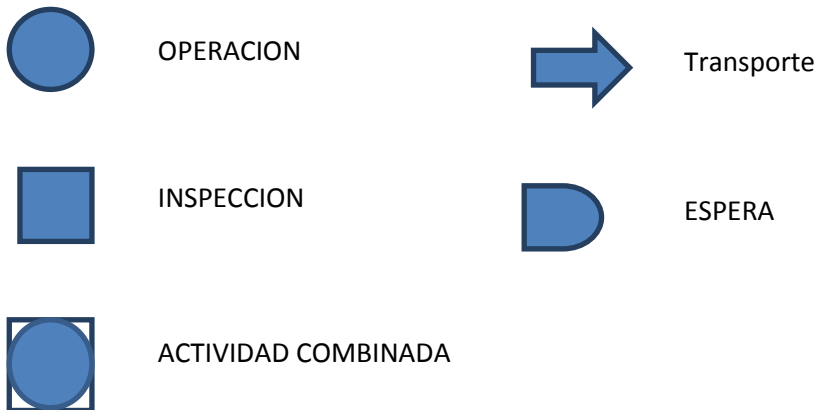 OPERACION
Transporte
INSPECCION
ESPERA
ACTIVIDAD COMBINADA